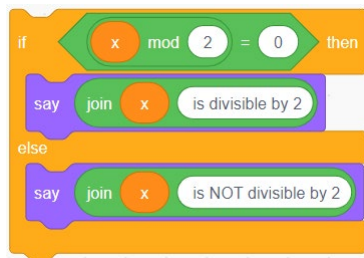 if x mod 2 = 0 then
say join x is divisible by 2
else
say join x is NOT divisible by 2